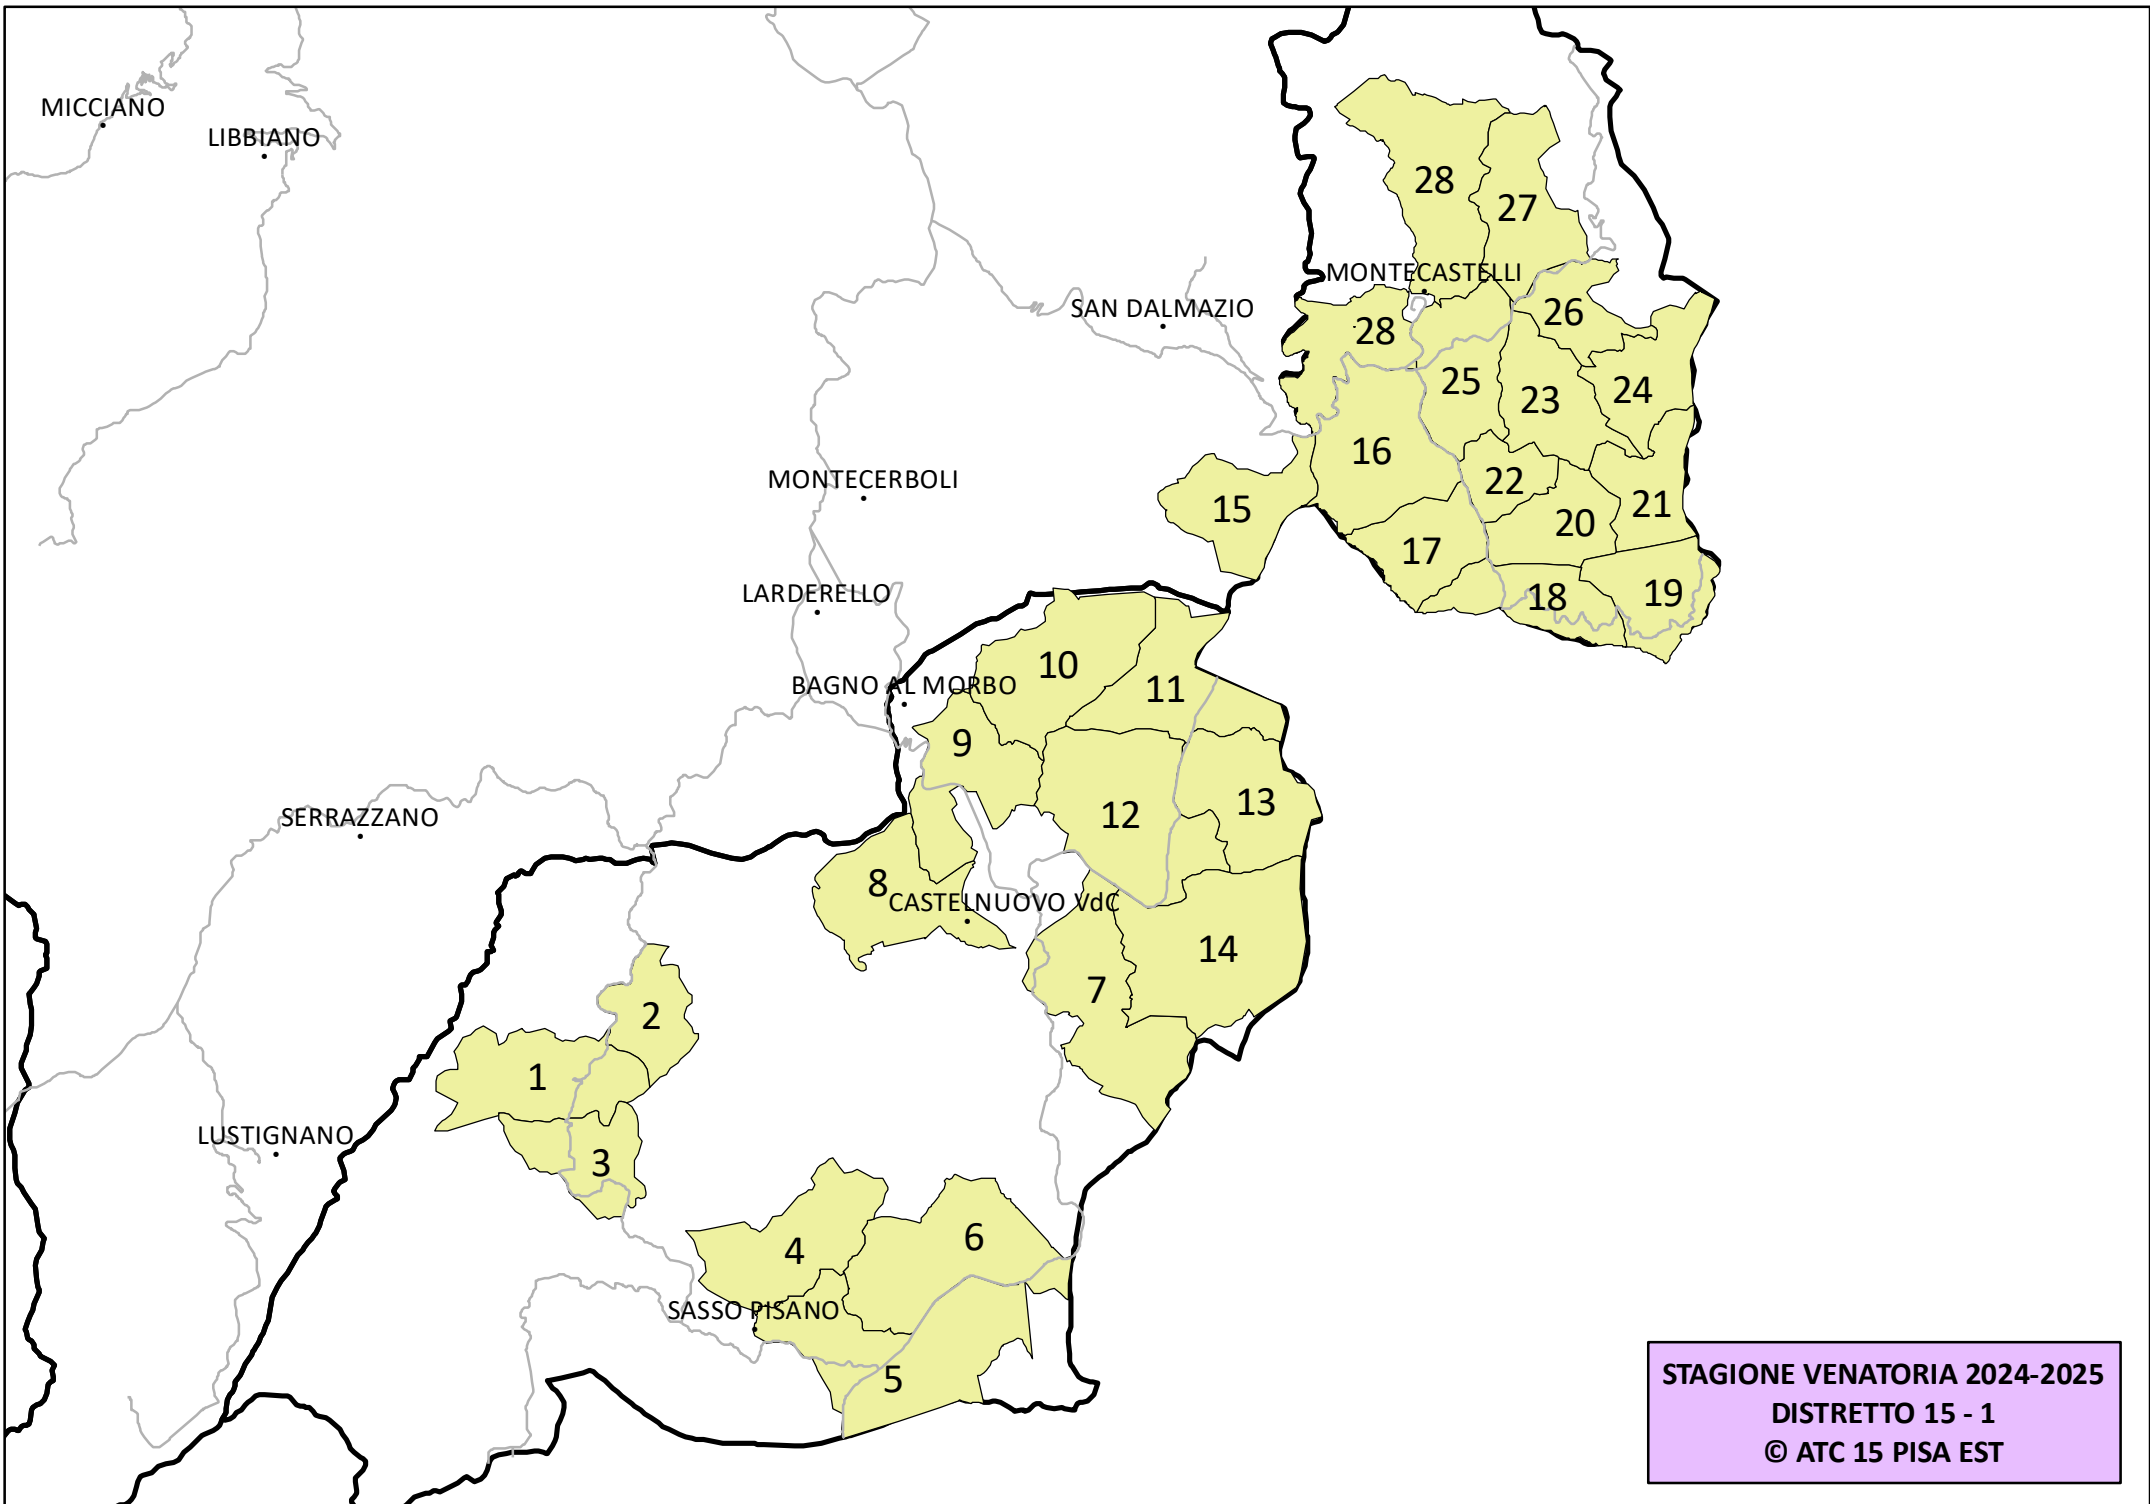 MICCIANO
LIBBIANO
28
27
MONTECASTELLI
SAN DALMAZIO
26
28
25
23
24
16
MONTECERBOLI
22
15
21
20
17
LARDERELLO
18
19
10
BAGNO AL MORBO
11
9
13
SERRAZZANO
12
8
CASTELNUOVO VdC
14
7
2
1
LUSTIGNANO
3
6
4
SASSO PISANO
5
STAGIONE VENATORIA 2024-2025
DISTRETTO 15 - 1
© ATC 15 PISA EST